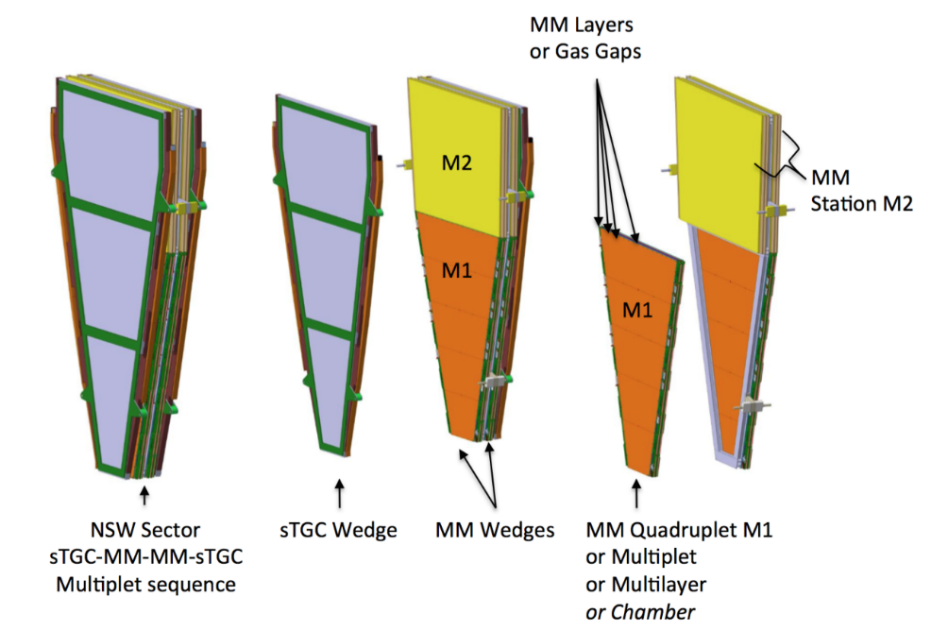 MM Layers
or Gas Gaps
M2
M1
M1
MM
Station M2
NSW Sector
sTGC-MM-MM-sTGC
Multiplet sequence
sTGC Wedge
MM Wedges
MM Quadruplet M1
or Multiplet
or Multilayer
or Chamber